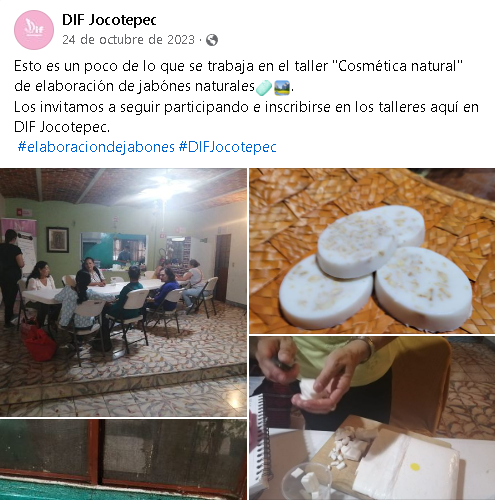 DIF Jocotepec
24 de octubre de 2023 ·
Esto es un poco de lo que se trabaja en el taller "Cosmética natural"
de elaboración de jabónes naturales🧼🏞️.
Los invitamos a seguir participando e inscribirse en los talleres aquí en
DIF Jocotepec.
#elaboraciondejabones #DIFJocotepec